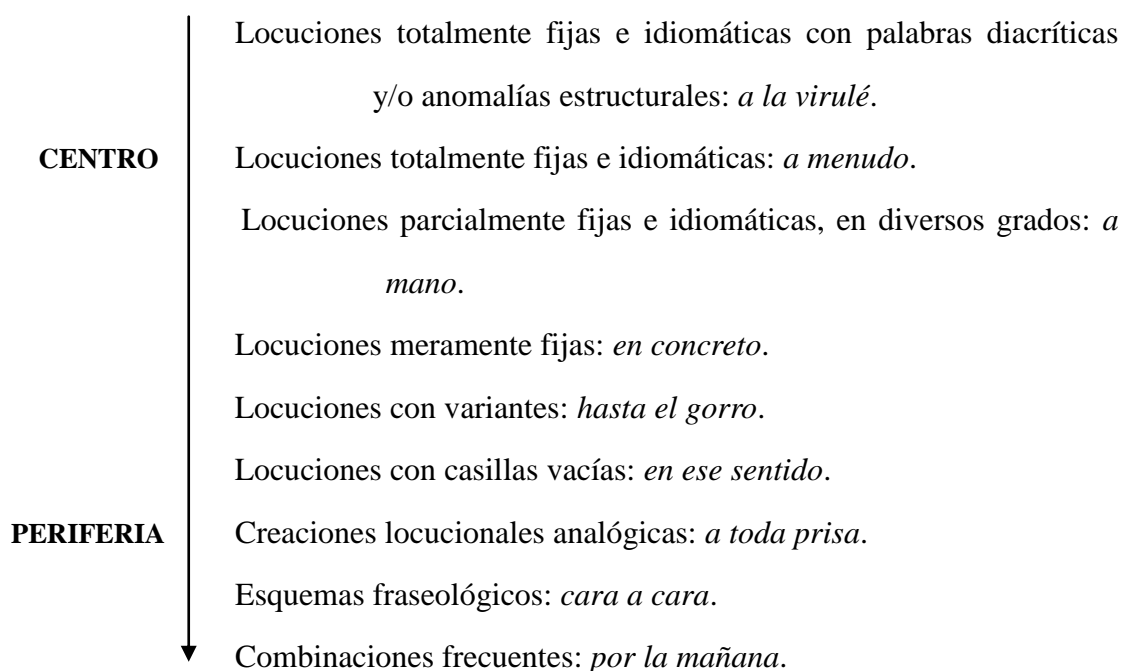 Locuciones totalmente fijas e idiomáticas con palabras diacríticas
y/o anomalías estructurales: a la virulé.
CENTRO Locuciones totalmente fijas e idiomáticas: a menudo.
Locuciones parcialmente fijas e idiomáticas, en diversos grados: a
mano.
Locuciones meramente fijas: en concreto.
Locuciones con variantes: hasta el gorro.
Locuciones con casillas vacías: en ese sentido.
PERIFERIA Creaciones locucionales analógicas: a toda prisa.
Esquemas fraseológicos: cara a cara.
Combinaciones frecuentes: por la mañana.